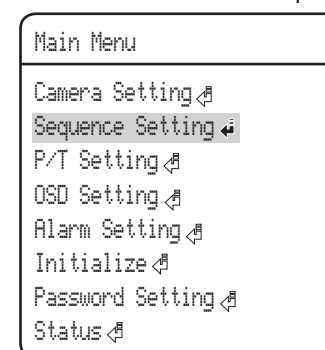 Main Menu
Camera Setting
Sequence Setting
P/T Setting
OSD Setting
Alarm Setting
Initialize
Password Setting
Status